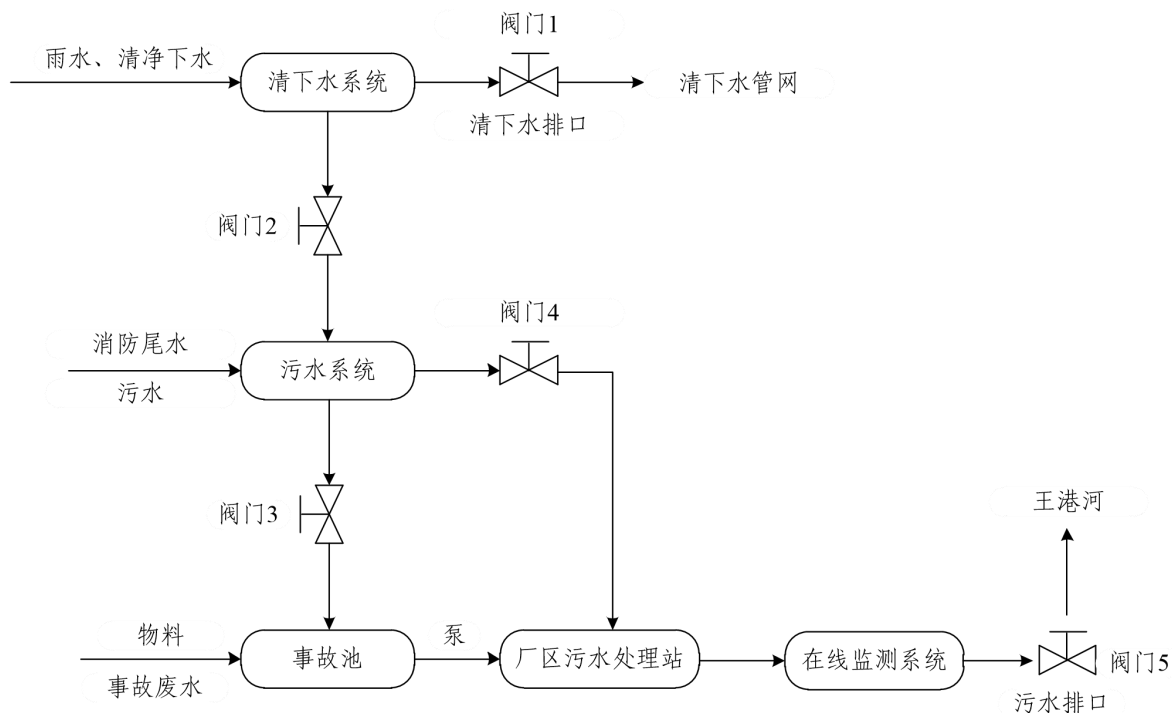 阀门1
雨水、清净下水
清下水系统
清下水管网
清下水排口
阀门2
阀门4
消防尾水
污水系统
污水
阀门3
王港河
物料
泵
事故池
厂区污水处理站
在线监测系统
阀门5
事故废水
污水排口